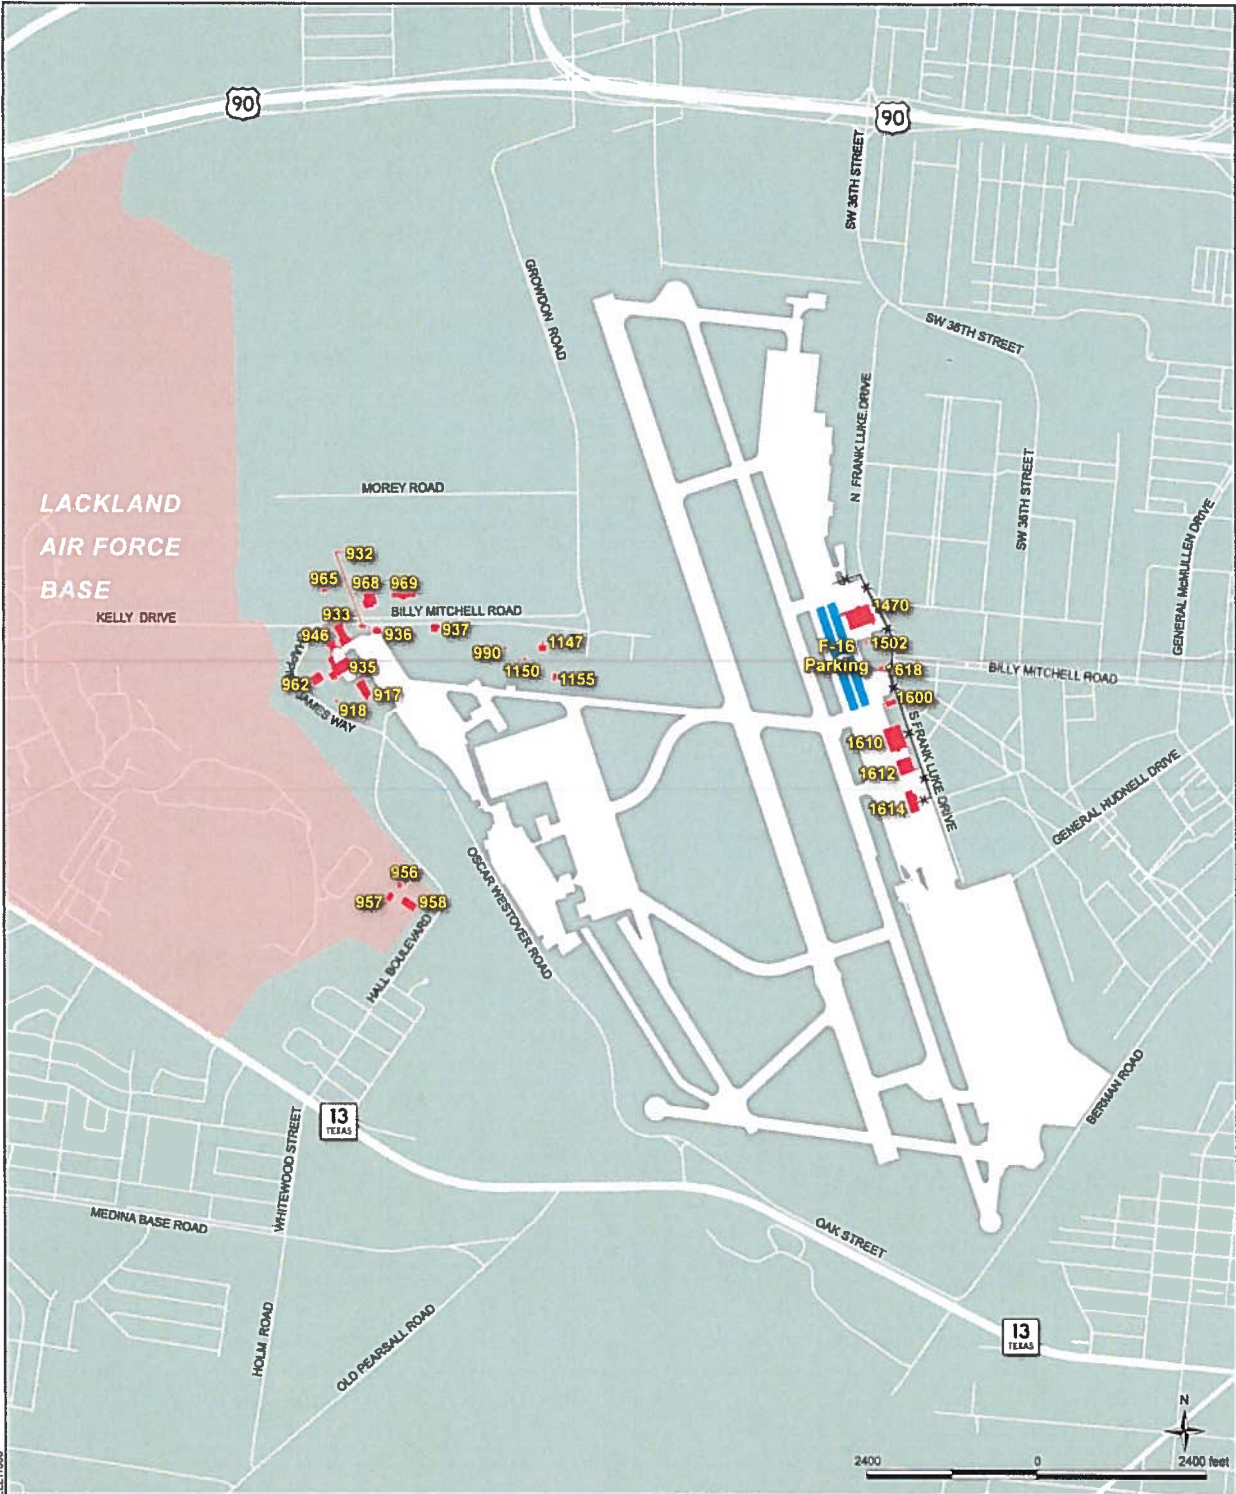 90
90
SW 36TH STREET
GROWDON ROAD
SW 36TH STREET
N FRANK LUKE DRIVE
SW 36TH STREET
GENERAL McMULLEN DRIVE
MOREY ROAD
LACKLAND
AIR FORCE
BASE
KELLY DRIVE
932
965
968
969
933
BILLY MITCHELL ROAD
946
936
937
990
1147
1150
1155
935
962
917
918
JAMES WAY
1470
F-16
Parking
1502
1618
BILLY MITCHELL ROAD
1600
S FRANK LUKE DRIVE
1610
1612
1614
GENERAL HUDNELL DRIVE
956
957
958
HALL BOULEVARD
OSCAR WESTOVER ROAD
BERMAN ROAD
13
TEXAS
WHITEWOOD STREET
MEDINA BASE ROAD
OAK STREET
HOLM ROAD
OLD PEARSALL ROAD
13
TEXAS
N
2400
0
2400 feet